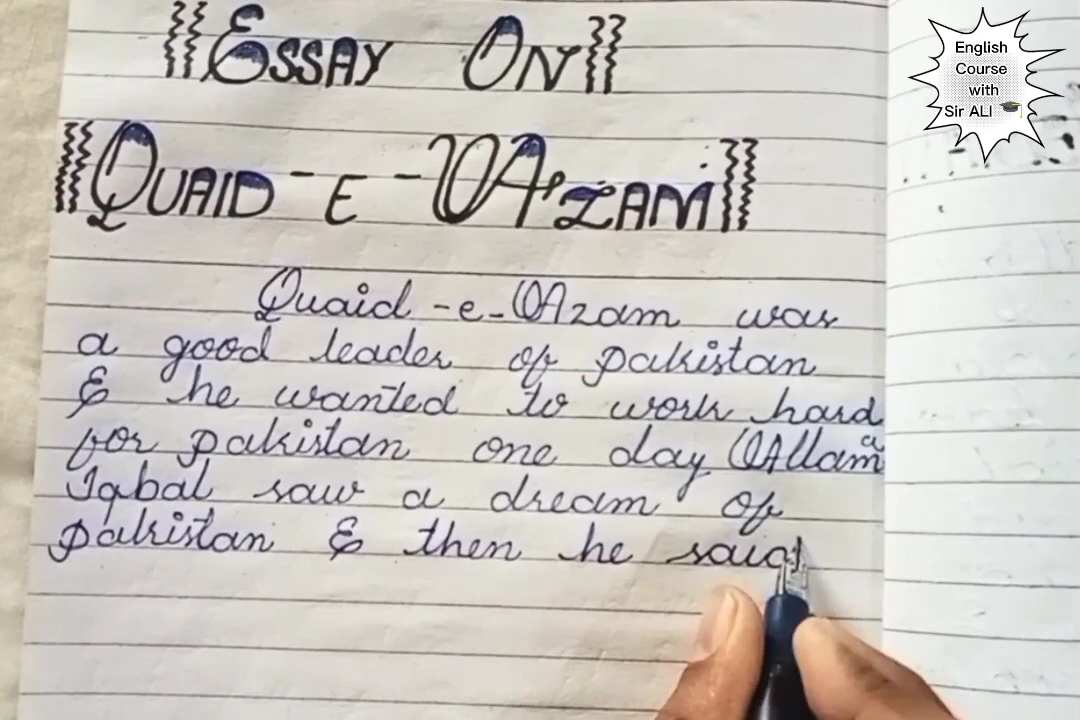 Essay On
Quaid-e-Azam
Quaid-e-Azam was
a good leader of pakistan
& he wanted to work hard
for pakistan one day Allama
Iqbal saw a dream of
pakistan & then he said
English
Course
with
Sir ALI 🎓